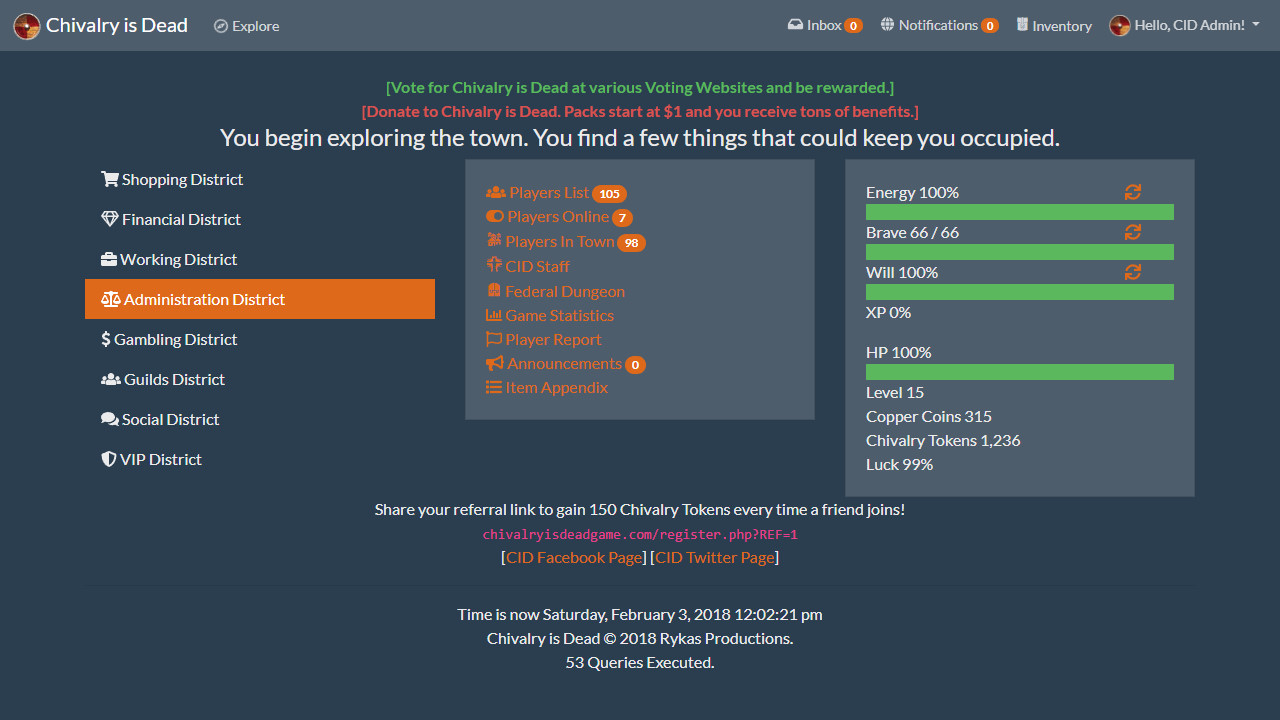 Chivalry is Dead
Explore
Inbox 0
Notifications 0
Inventory
Hello, CID Admin!
[Vote for Chivalry is Dead at various Voting Websites and be rewarded.]
[Donate to Chivalry is Dead. Packs start at $1 and you receive tons of benefits.]
You begin exploring the town. You find a few things that could keep you occupied.
Shopping District
Financial District
Working District
Administration District
Gambling District
Guilds District
Social District
VIP District
Players List 105
Players Online 7
Players In Town 98
CID Staff
Federal Dungeon
Game Statistics
Player Report
Announcements 0
Item Appendix
Energy 100%
Brave 66 / 66
Will 100%
XP 0%
HP 100%
Level 15
Copper Coins 315
Chivalry Tokens 1,236
Luck 99%
Share your referral link to gain 150 Chivalry Tokens every time a friend joins!
chivalryisdeadgame.com/register.php?REF=1
[CID Facebook Page] [CID Twitter Page]
Time is now Saturday, February 3, 2018 12:02:21 pm
Chivalry is Dead © 2018 Rykas Productions.
53 Queries Executed.